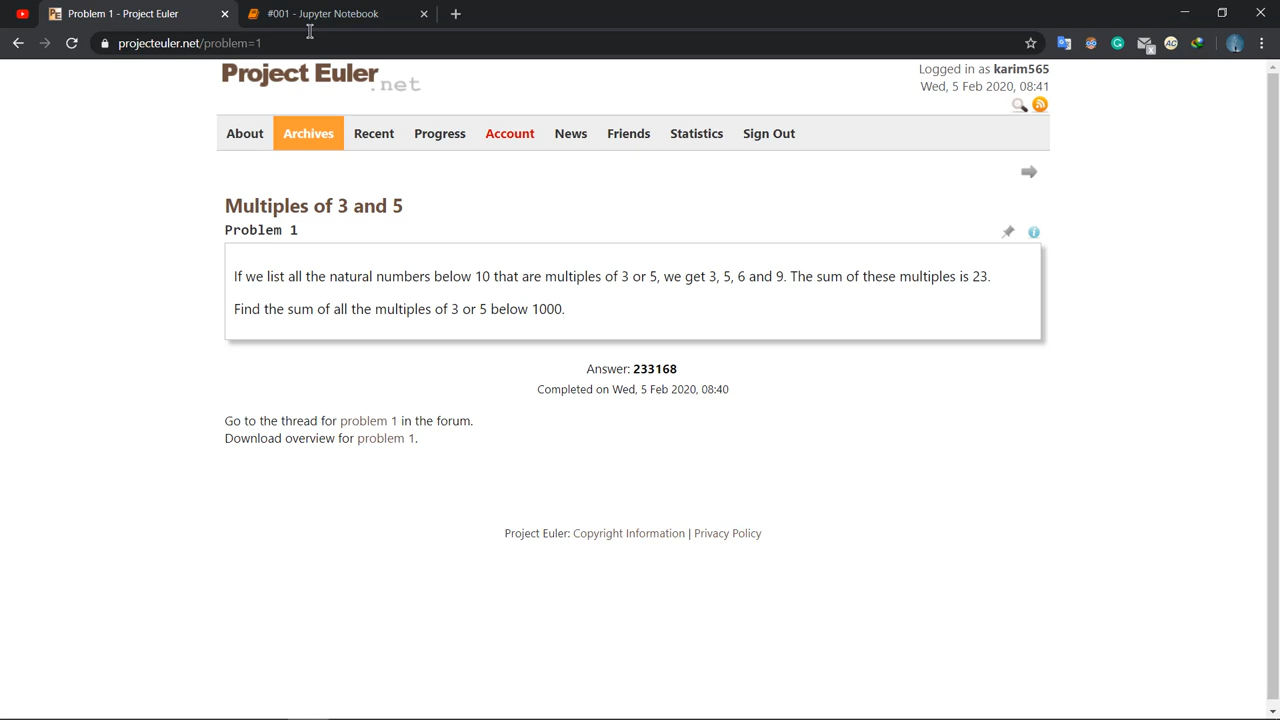 Problem 1 - Project Euler
#001 - Jupyter Notebook
projecteuler.net/problem=1
Project Euler
.net
Logged in as karim565
Wed, 5 Feb 2020, 08:41
About Archives Recent Progress Account News Friends Statistics Sign Out
Multiples of 3 and 5
Problem 1
If we list all the natural numbers below 10 that are multiples of 3 or 5, we get 3, 5, 6 and 9. The sum of these multiples is 23.
Find the sum of all the multiples of 3 or 5 below 1000.
Answer: 233168
Completed on Wed, 5 Feb 2020, 08:40
Go to the thread for problem 1 in the forum.
Download overview for problem 1.
Project Euler: Copyright Information | Privacy Policy